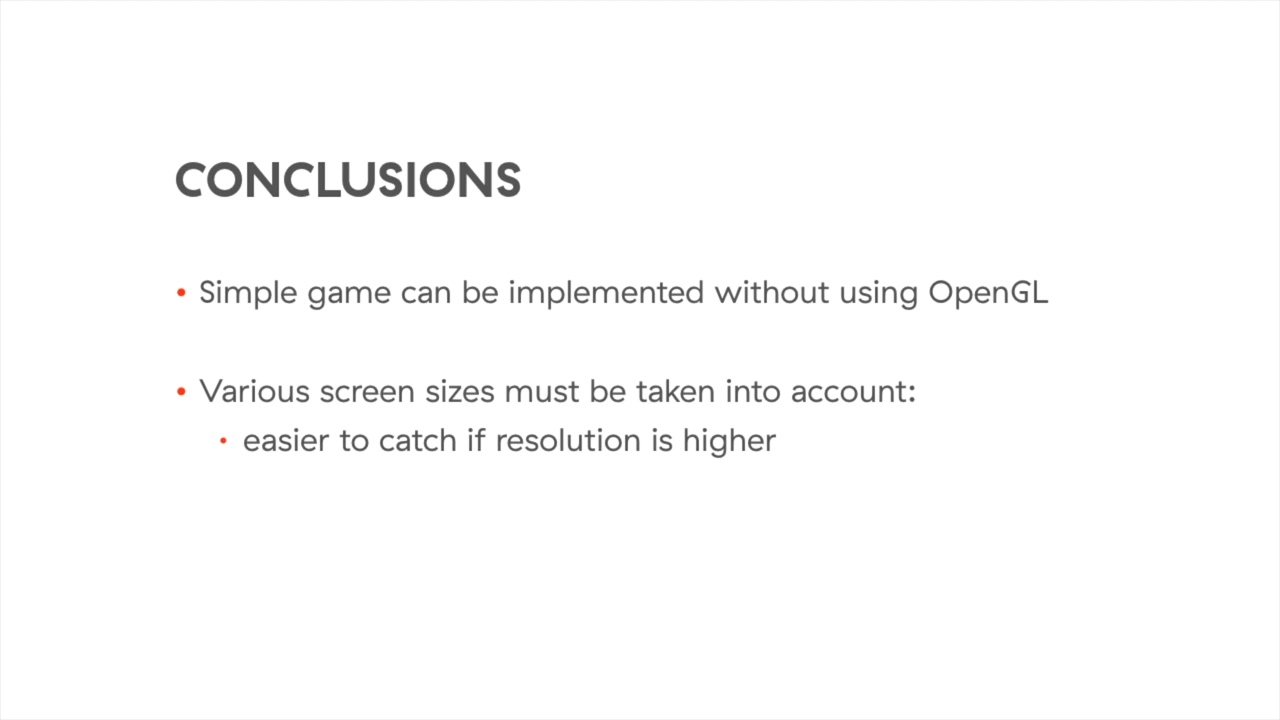 CONCLUSIONS
• Simple game can be implemented without using OpenGL
• Various screen sizes must be taken into account:
• easier to catch if resolution is higher